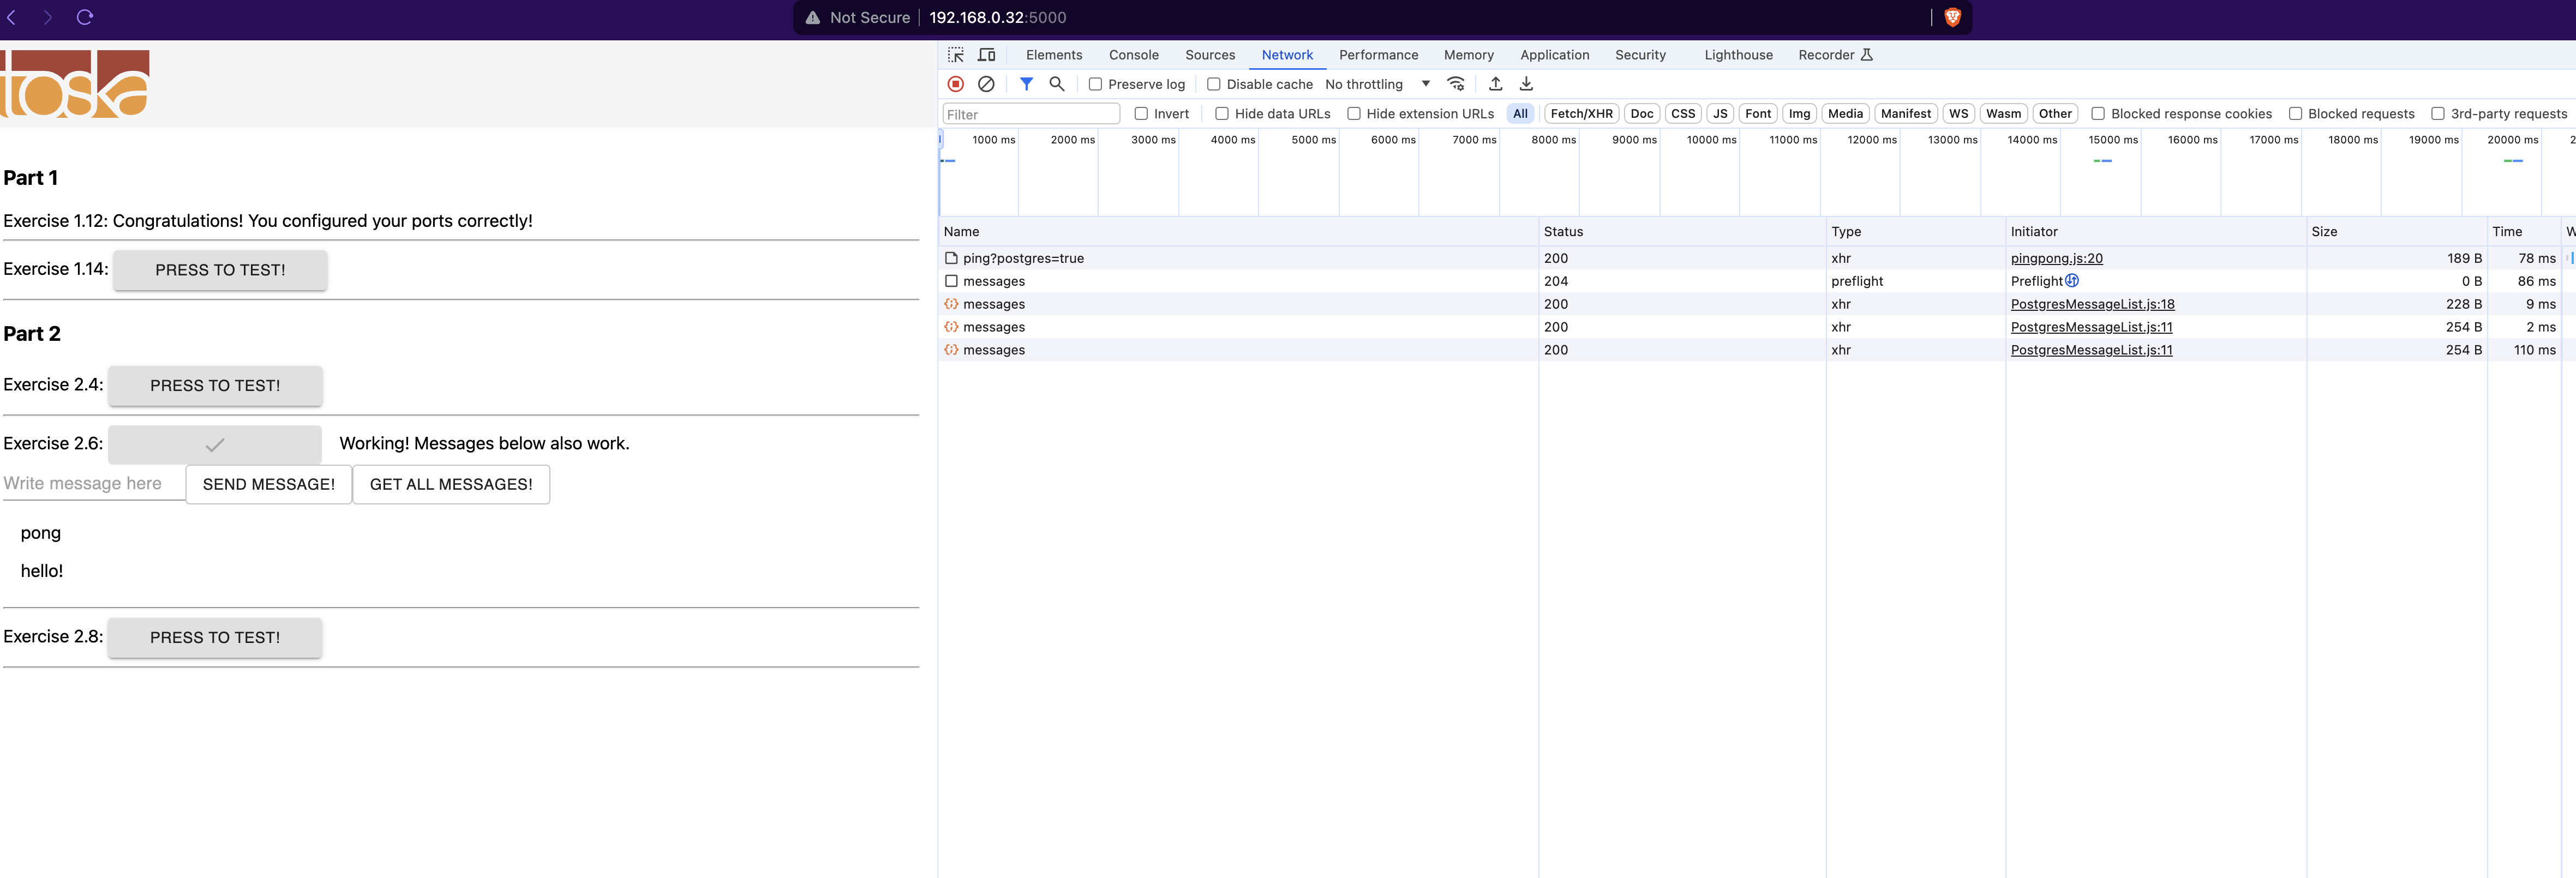 Not Secure 192.168.0.32:5000
toska
Part 1
Exercise 1.12: Congratulations! You configured your ports correctly!
Exercise 1.14: PRESS TO TEST!
Part 2
Exercise 2.4: PRESS TO TEST!
Exercise 2.6: Working! Messages below also work.
Write message here SEND MESSAGE! GET ALL MESSAGES!
pong
hello!
Exercise 2.8: PRESS TO TEST!
Elements Console Sources Network Performance Memory Application Security Lighthouse Recorder
Preserve log Disable cache No throttling
Filter Invert Hide data URLs Hide extension URLs All Fetch/XHR Doc CSS JS Font Img Media Manifest WS Wasm Other Blocked response cookies Blocked requests 3rd-party requests
1000 ms 2000 ms 3000 ms 4000 ms 5000 ms 6000 ms 7000 ms 8000 ms 9000 ms 10000 ms 11000 ms 12000 ms 13000 ms 14000 ms 15000 ms 16000 ms 17000 ms 18000 ms 19000 ms 20000 ms 2
Name Status Type Initiator Size Time W
ping?postgres=true 200 xhr pingpong.js:20 189 B 78 ms
messages 204 preflight Preflight 0 B 86 ms
messages 200 xhr PostgresMessageList.js:18 228 B 9 ms
messages 200 xhr PostgresMessageList.js:11 254 B 2 ms
messages 200 xhr PostgresMessageList.js:11 254 B 110 ms